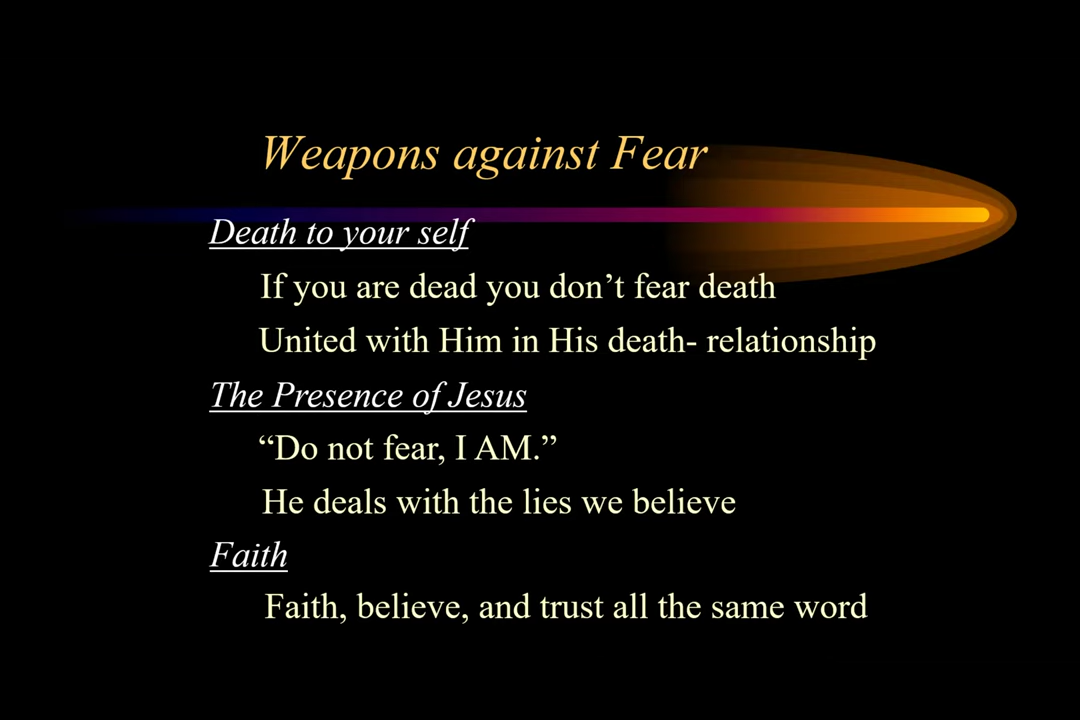 Weapons against Fear
Death to your self
If you are dead you don’t fear death
United with Him in His death- relationship
The Presence of Jesus
“Do not fear, I AM.”
He deals with the lies we believe
Faith
Faith, believe, and trust all the same word